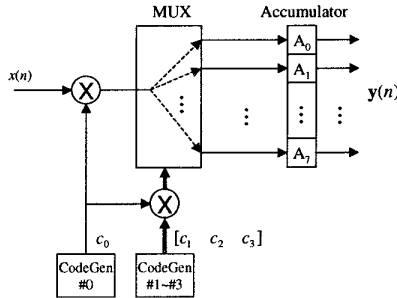 MUX
Accumulator
x(n)
X
A0
A1
⋮
⋮
⋮
⋮
A7
y(n)
X
c0
[c1 c2 c3]
CodeGen
#0
CodeGen
#1~#3